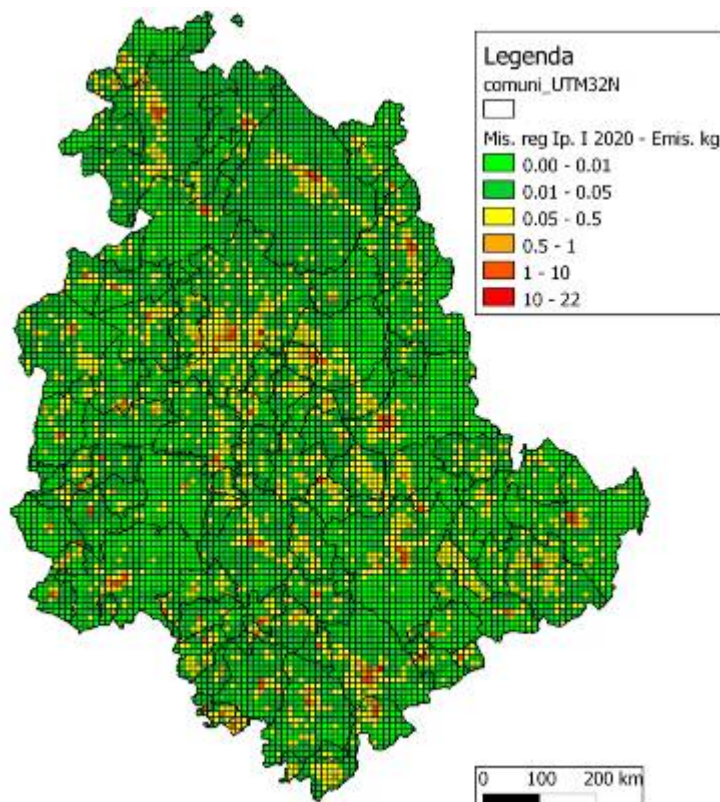 Legenda
comuni_UTM32N
Mis. reg Ip. I 2020 - Emis. kg
0.00 - 0.01
0.01 - 0.05
0.05 - 0.5
0.5 - 1
1 - 10
10 - 22
0 100 200 km